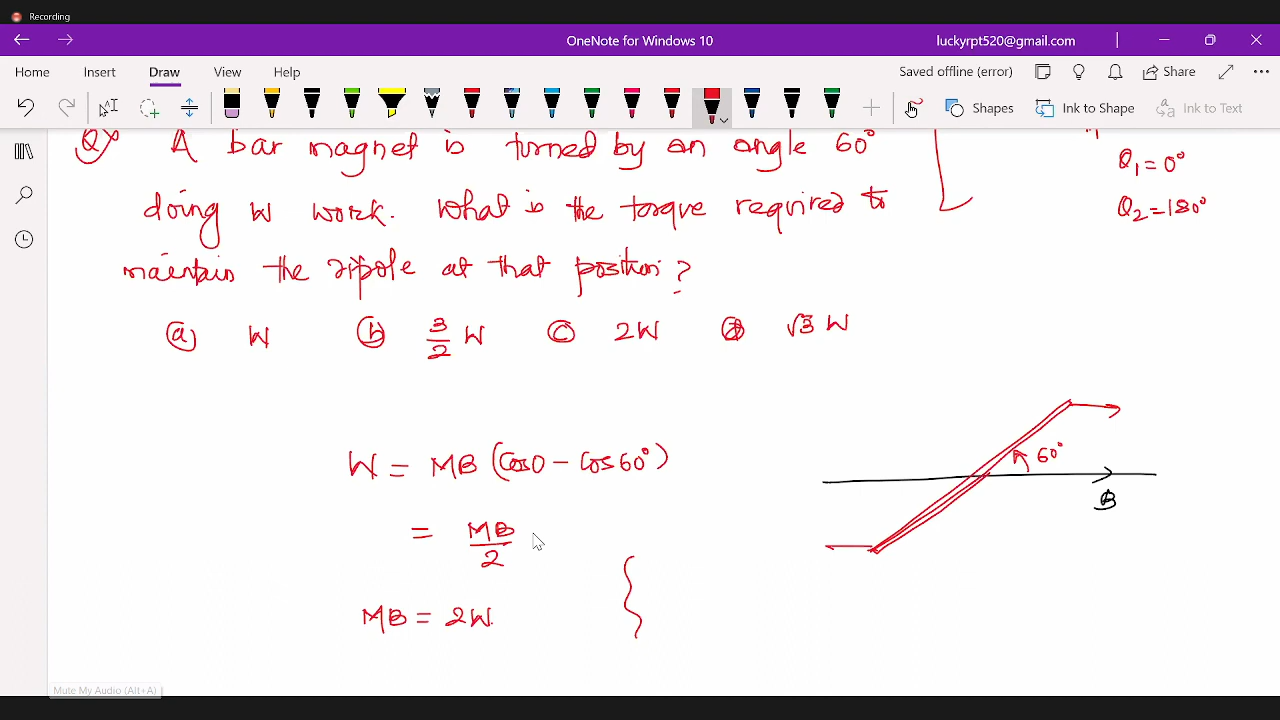 Recording
OneNote for Windows 10
luckyrpt520@gmail.com
Home Insert Draw View Help
Saved offline (error)
Share
Shapes
Ink to Shape
Ink to Text
Q) A bar magnet is turned by an angle 60°
doing W work. What is the torque required to
maintain the dipole at that position?
(a) W (b) 3/2 W (c) 2W (d) √3 W
θ₁ = 0°
θ₂ = 180°
W = MB (Cos0 - Cos60°)
= MB/2
MB = 2W.
60°
B
Mute My Audio (Alt+A)